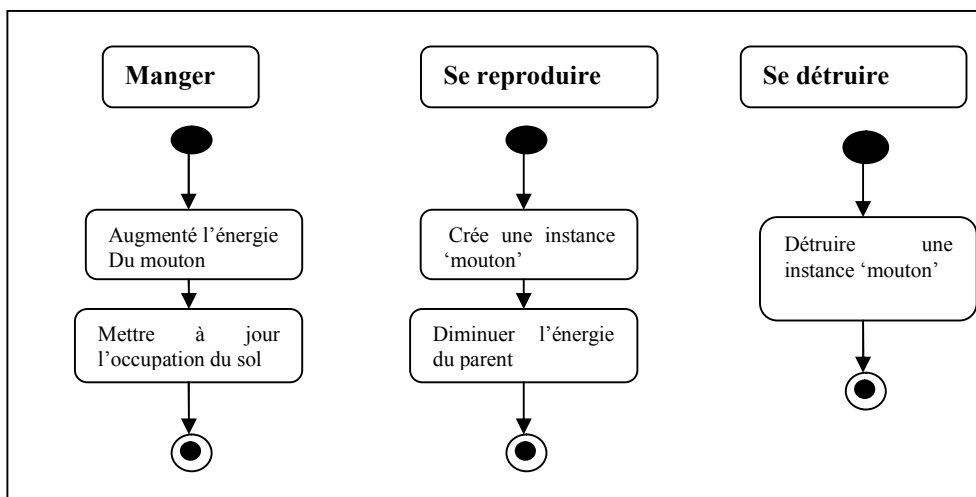 Manger
Augmenté l’énergie
Du mouton
Mettre à jour
l’occupation du sol
Se reproduire
Crée une instance
‘mouton’
Diminuer l’énergie
du parent
Se détruire
Détruire une
instance ‘mouton’